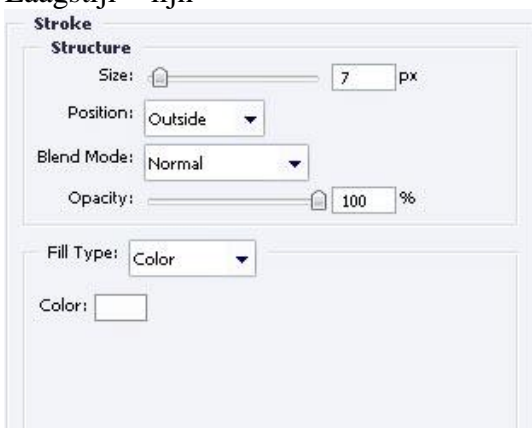 Stroke
Structure
Size: 7 px
Position: Outside
Blend Mode: Normal
Opacity: 100 %
Fill Type: Color
Color: